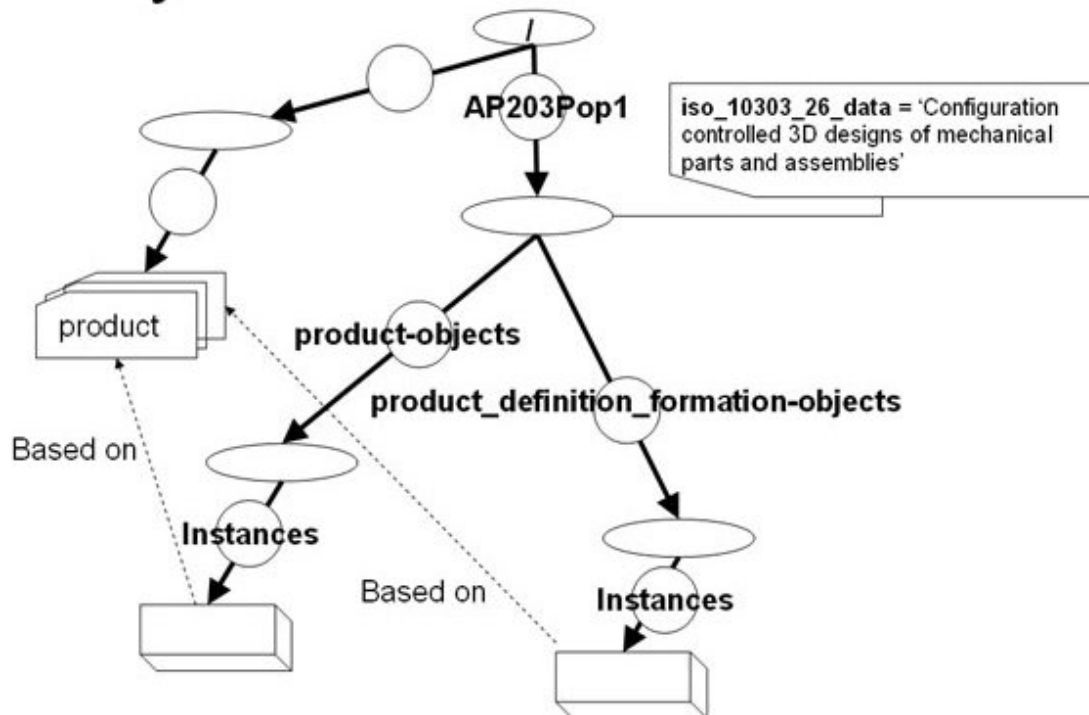 /
AP203Pop1
iso_10303_26_data = ‘Configuration
controlled 3D designs of mechanical
parts and assemblies’
product
product-objects
product_definition_formation-objects
Based on
Instances
Based on
Instances